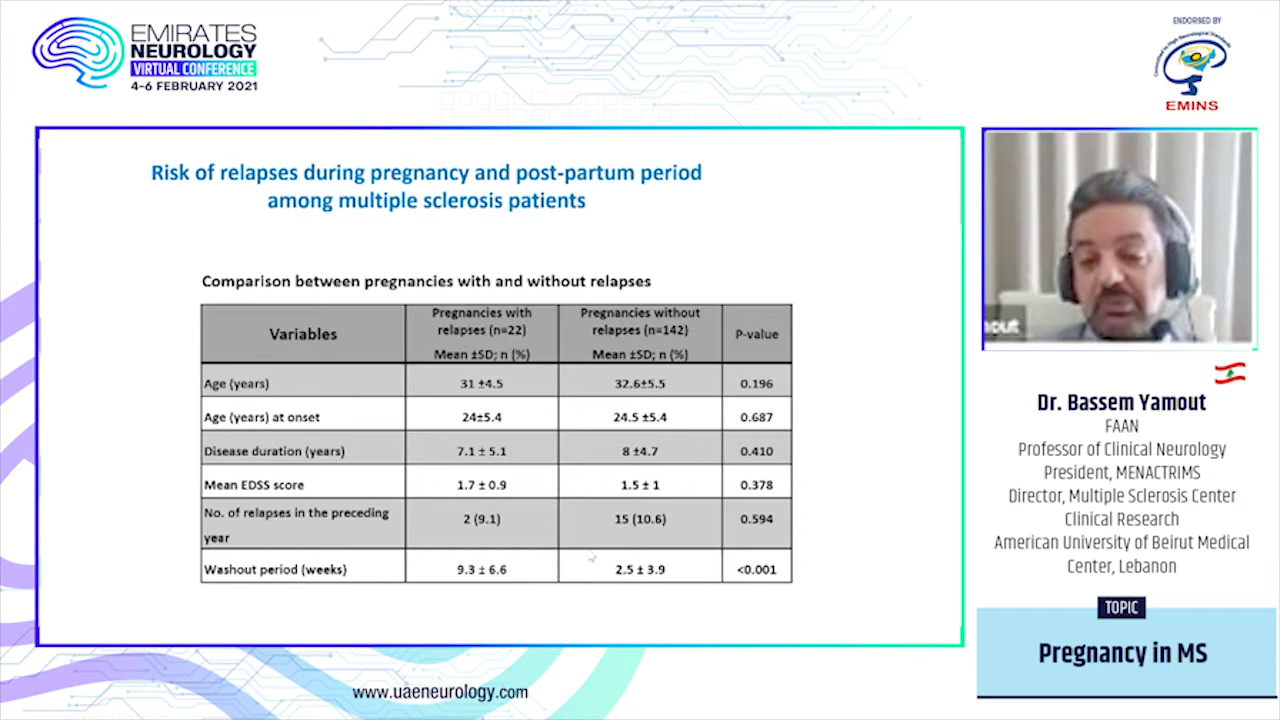 EMIRATES
NEUROLOGY
VIRTUAL CONFERENCE
4-6 FEBRUARY 2021
ENDORSED BY
Committed to High Neurological Standards
EMINS
Risk of relapses during pregnancy and post-partum period
among multiple sclerosis patients
Comparison between pregnancies with and without relapses
Variables
Pregnancies with
relapses (n=22)
Mean ±SD; n (%)
Pregnancies without
relapses (n=142)
Mean ±SD; n (%)
P-value
Age (years) 31 ±4.5 32.6±5.5 0.196
Age (years) at onset 24±5.4 24.5 ±5.4 0.687
Disease duration (years) 7.1 ± 5.1 8 ±4.7 0.410
Mean EDSS score 1.7 ± 0.9 1.5 ± 1 0.378
No. of relapses in the preceding
year 2 (9.1) 15 (10.6) 0.594
Washout period (weeks) 9.3 ± 6.6 2.5 ± 3.9 <0.001
Dr. Bassem Yamout
FAAN
Professor of Clinical Neurology
President, MENACTRIMS
Director, Multiple Sclerosis Center
Clinical Research
American University of Beirut Medical
Center, Lebanon
TOPIC
Pregnancy in MS
www.uaeneurology.com